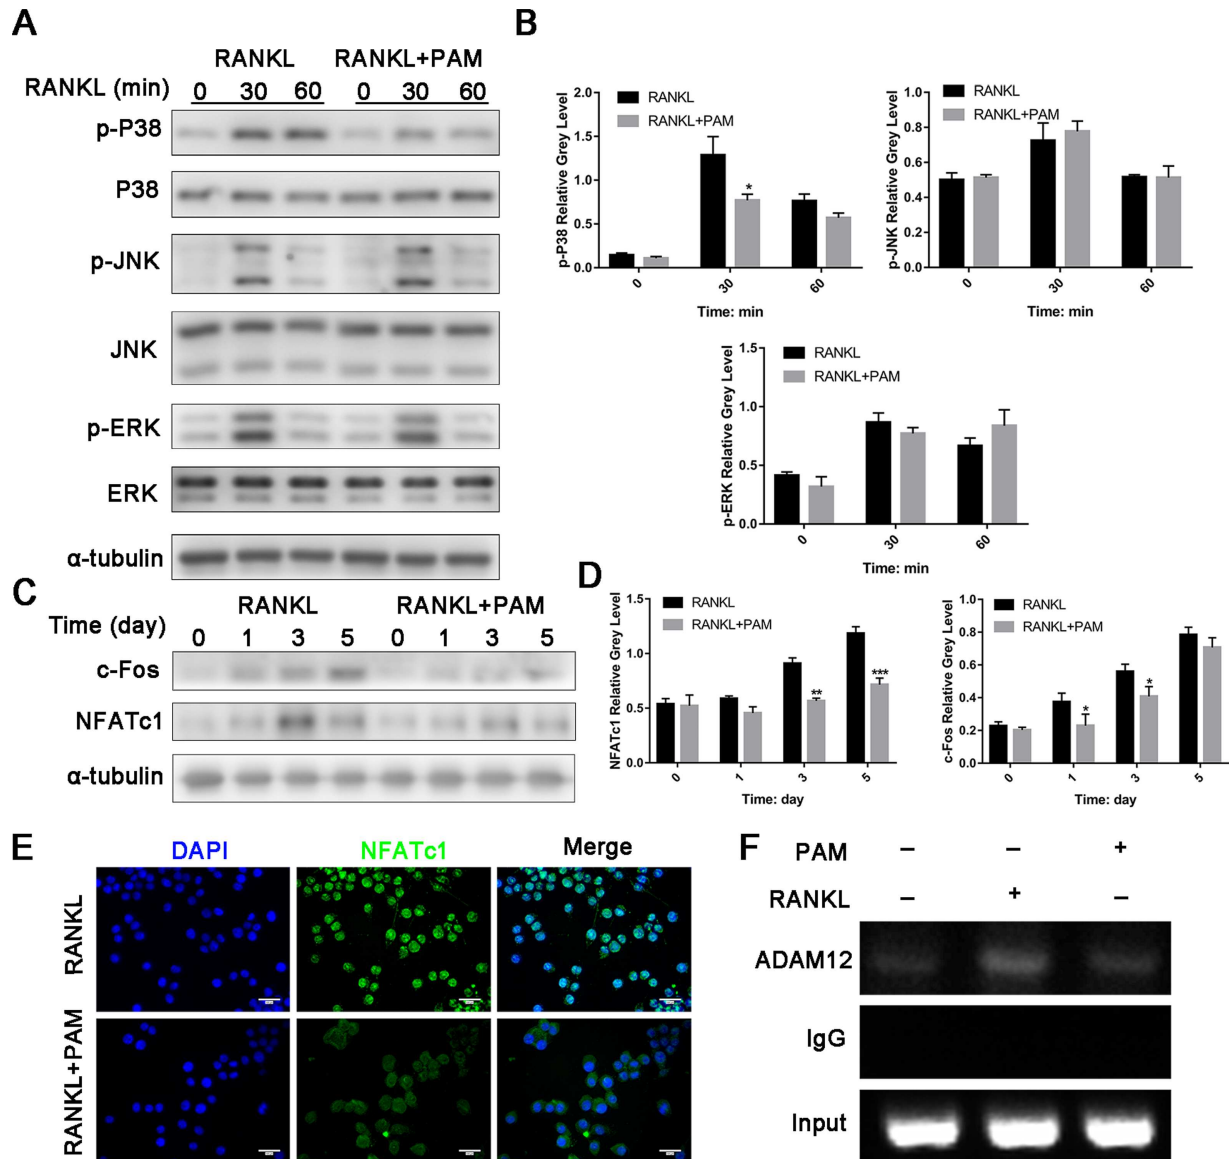 A
RANKL RANKL+PAM
RANKL (min) 0 30 60 0 30 60
p-P38
P38
p-JNK
JNK
p-ERK
ERK
α-tubulin
B
p-P38 Relative Grey Level
2.0
1.5
1.0
0.5
0.0
RANKL
RANKL+PAM
*
0 30 60
Time: min
p-JNK Relative Grey Level
1.0
0.8
0.6
0.4
0.2
0.0
RANKL
RANKL+PAM
0 30 60
Time: min
p-ERK Relative Grey Level
1.5
1.0
0.5
0.0
RANKL
RANKL+PAM
0 30 60
Time: min
C
RANKL RANKL+PAM
Time (day) 0 1 3 5 0 1 3 5
c-Fos
NFATc1
α-tubulin
D
NFATc1 Relative Grey Level
1.5
1.0
0.5
0.0
RANKL
RANKL+PAM
** ***
0 1 3 5
Time: day
c-Fos Relative Grey Level
1.0
0.8
0.6
0.4
0.2
0.0
RANKL
RANKL+PAM
* *
0 1 3 5
Time: day
E
DAPI NFATc1 Merge
RANKL
RANKL+PAM
F
PAM – – +
RANKL – + –
ADAM12
IgG
Input